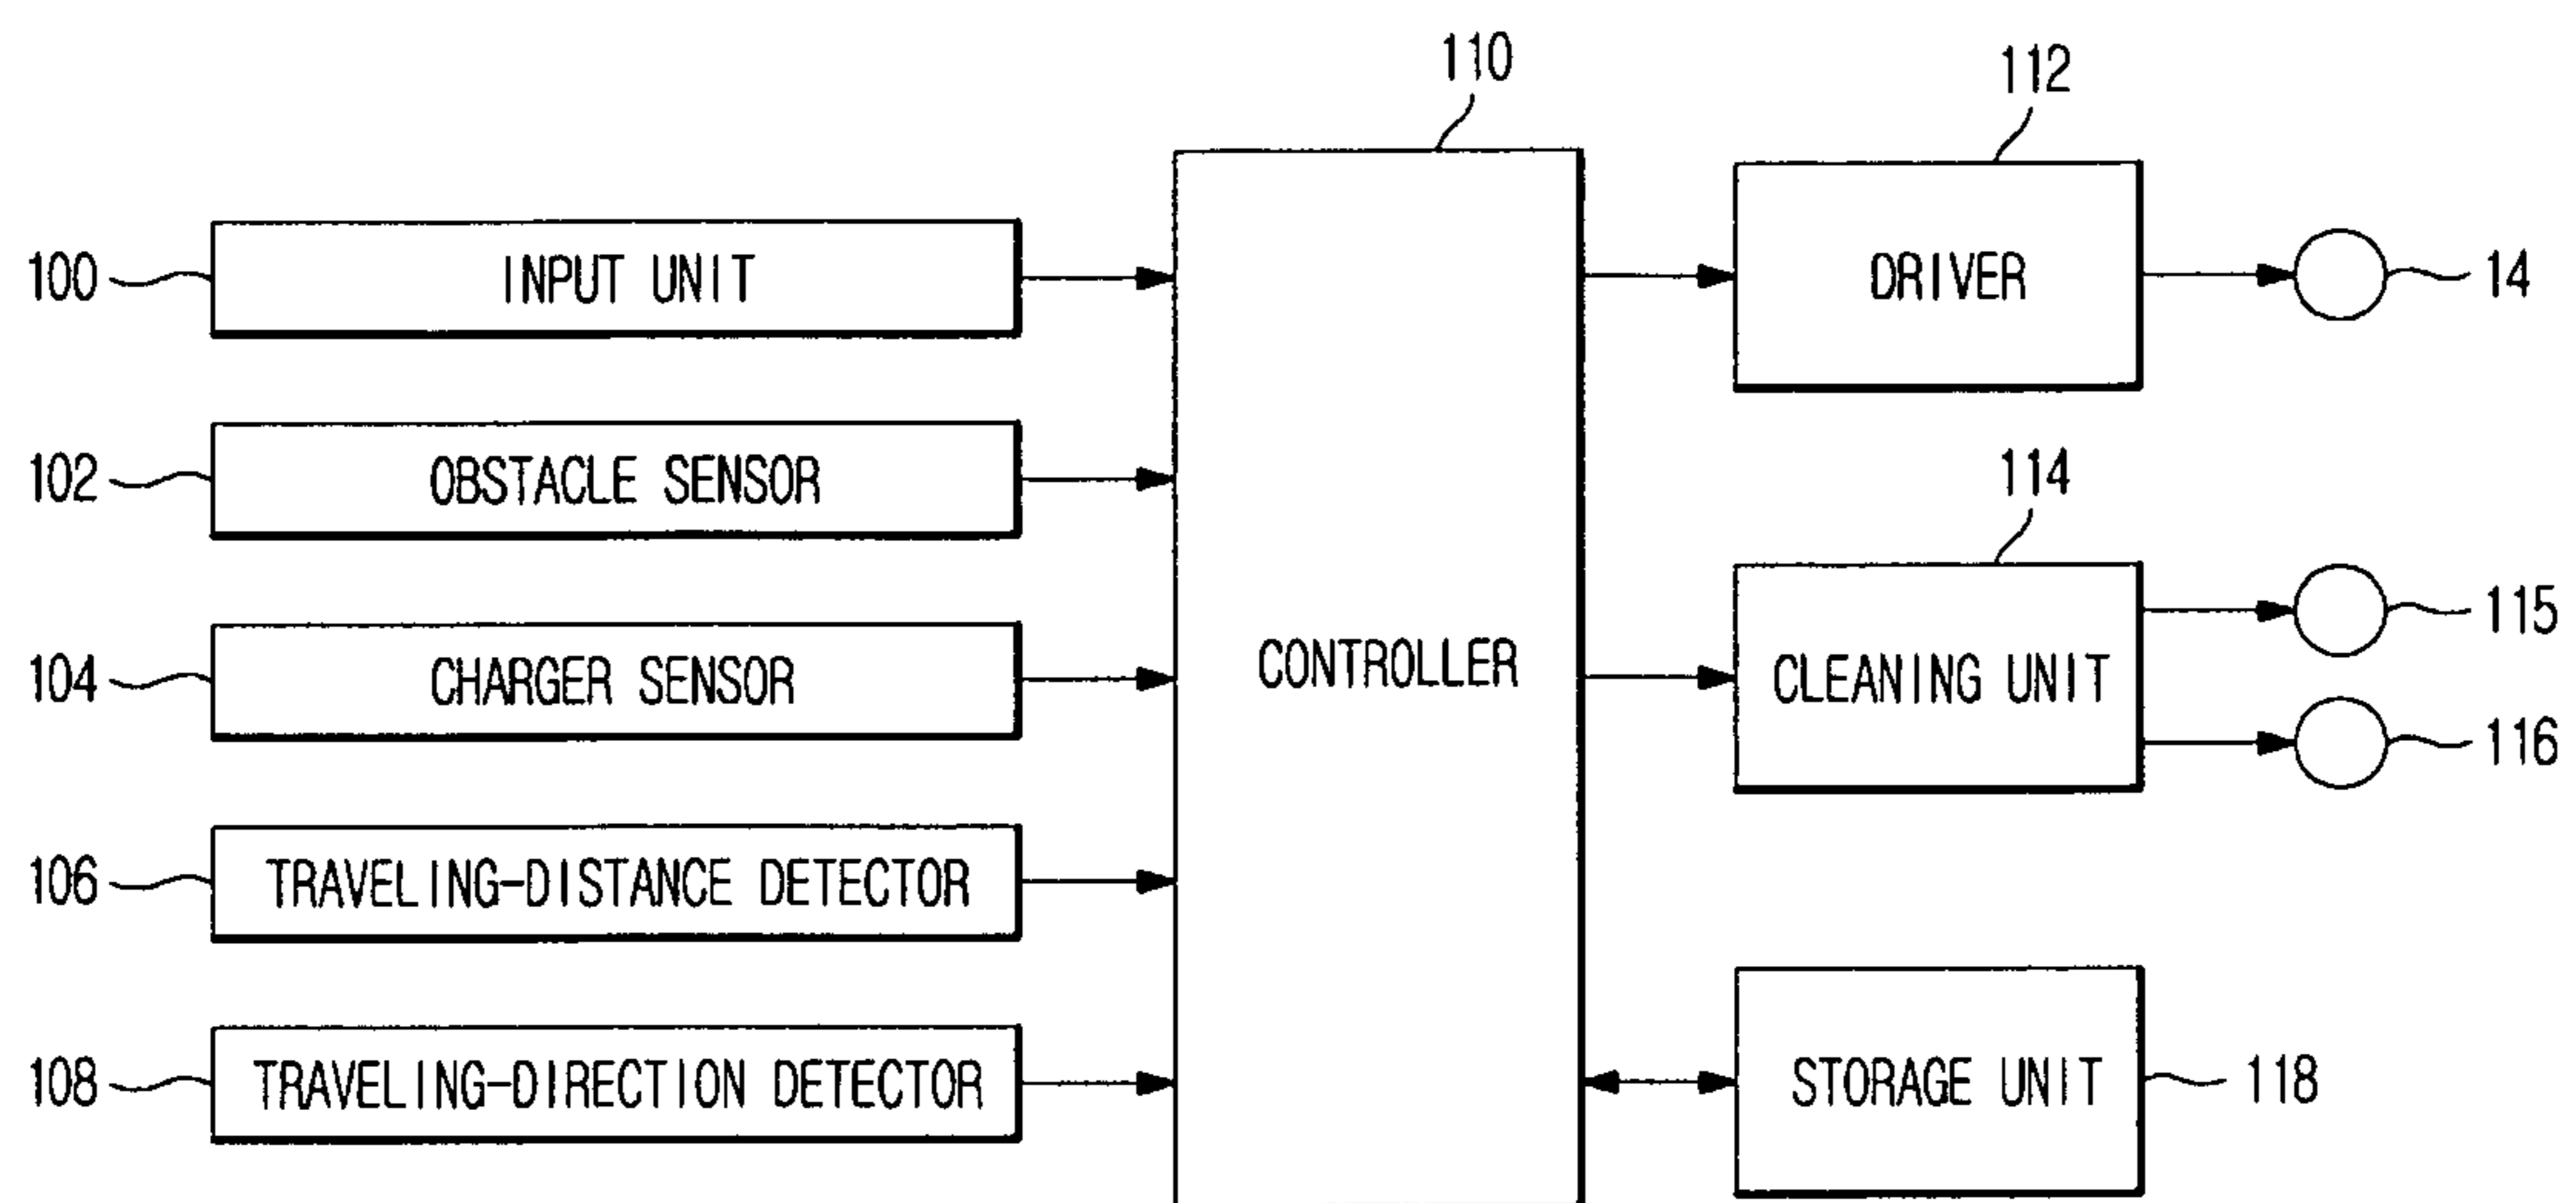 110
112
100
INPUT UNIT
DRIVER
14
102
OBSTACLE SENSOR
114
115
104
CHARGER SENSOR
CONTROLLER
CLEANING UNIT
116
106
TRAVELING-DISTANCE DETECTOR
108
TRAVELING-DIRECTION DETECTOR
STORAGE UNIT
118